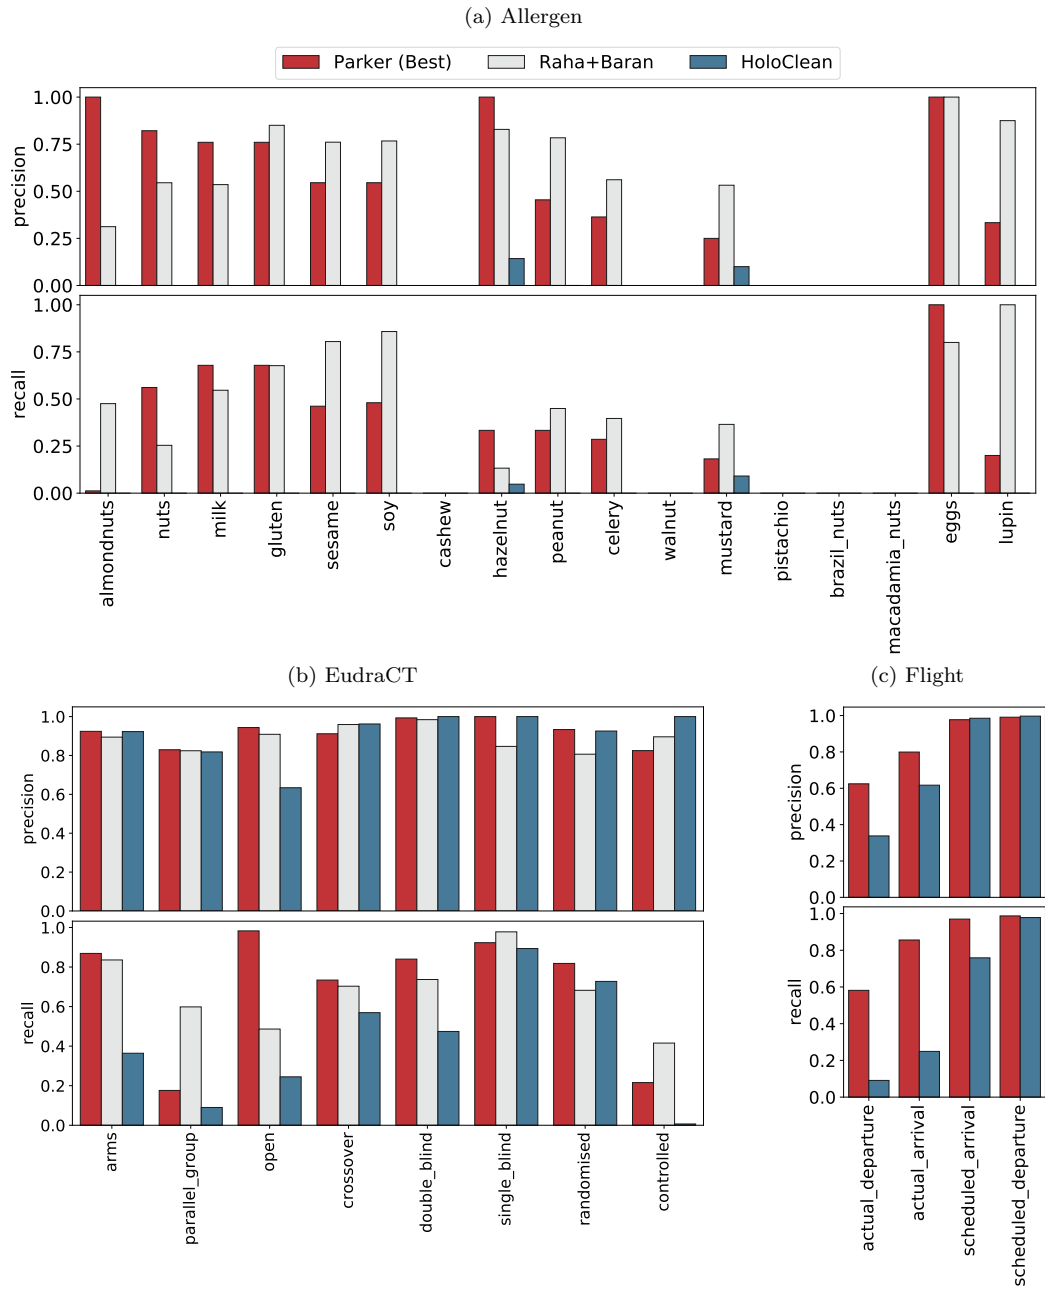 (a) Allergen
Parker (Best) Raha+Baran HoloClean
1.00
0.75
0.50
0.25
0.00
precision
1.00
0.75
0.50
0.25
0.00
recall
almondnuts
nuts
milk
gluten
sesame
soy
cashew
hazelnut
peanut
celery
walnut
mustard
pistachio
brazil_nuts
macadamia_nuts
eggs
lupin
(b) EudraCT
1.0
0.8
0.6
0.4
0.2
0.0
precision
1.0
0.8
0.6
0.4
0.2
0.0
recall
arms
parallel_group
open
crossover
double_blind
single_blind
randomised
controlled
(c) Flight
1.0
0.8
0.6
0.4
0.2
0.0
precision
1.0
0.8
0.6
0.4
0.2
0.0
recall
actual_departure
actual_arrival
scheduled_arrival
scheduled_departure